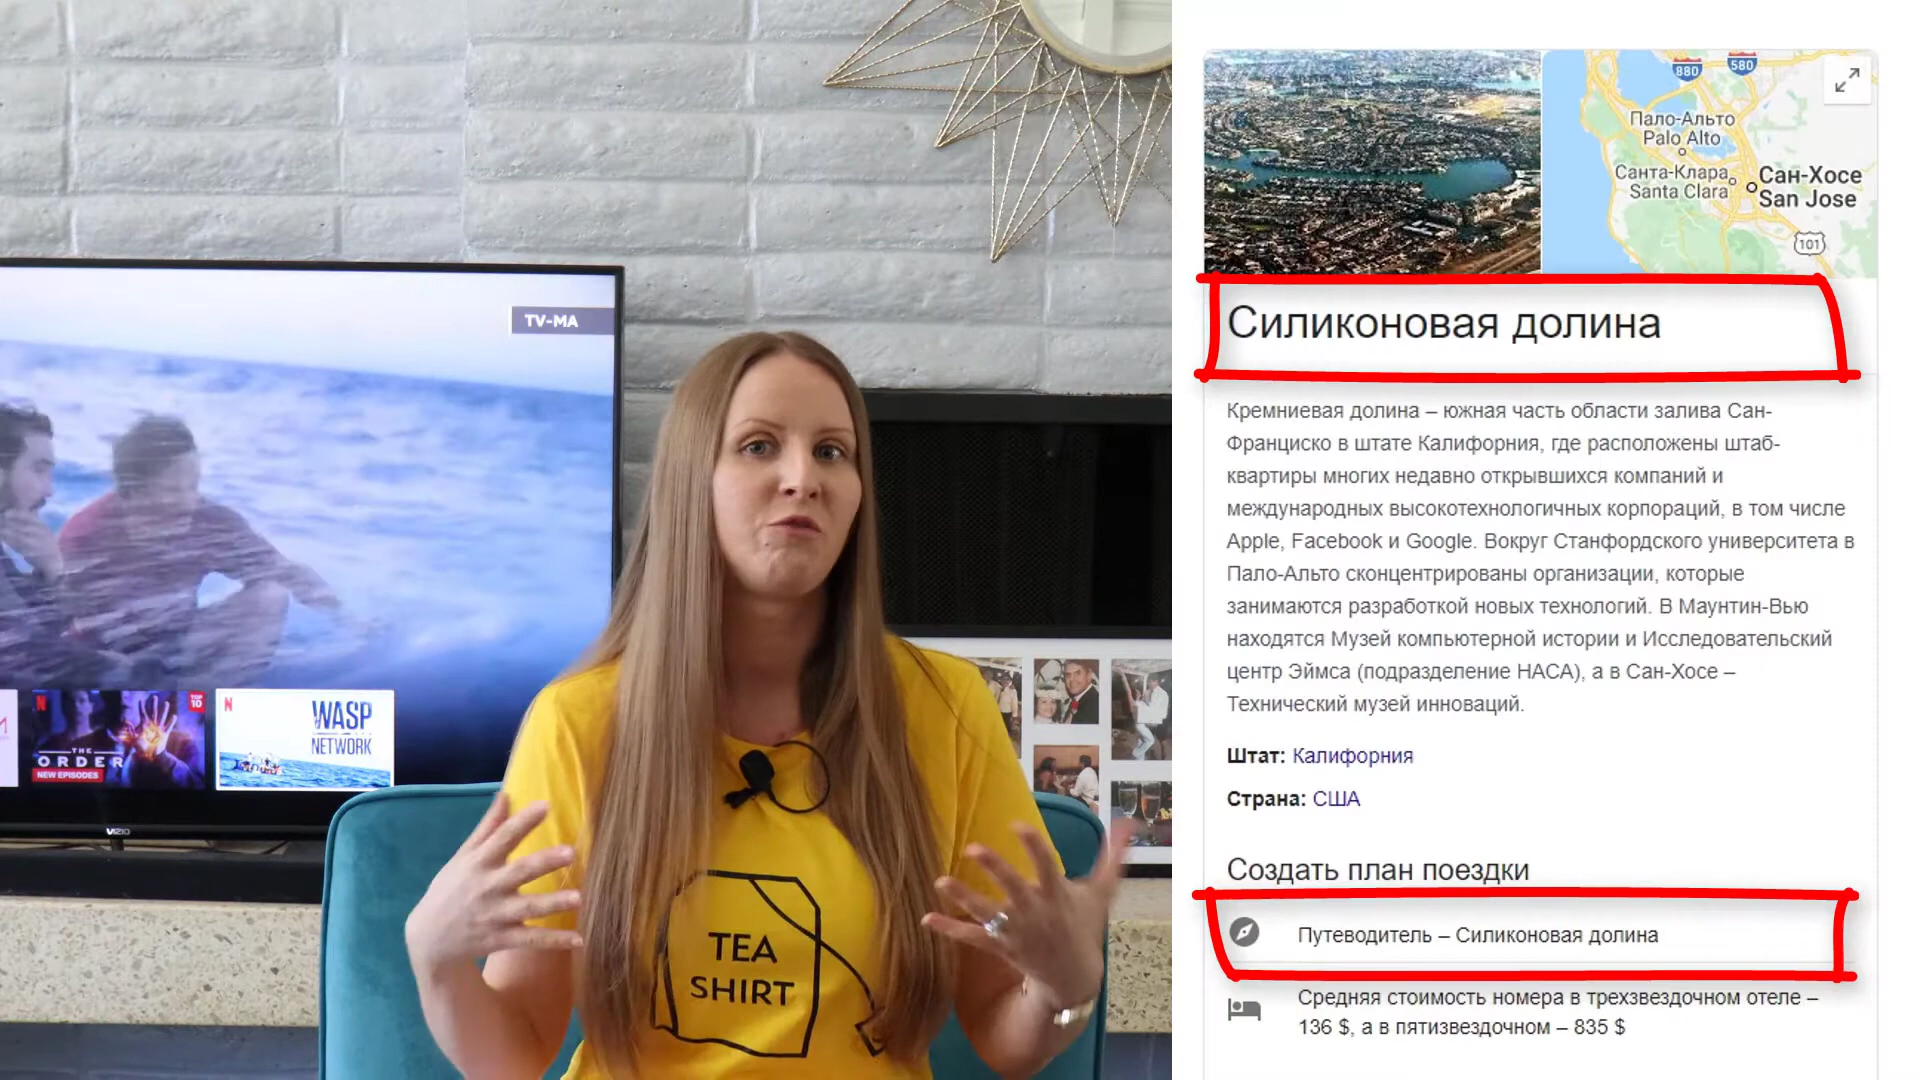 TV-MA
THE
ORDER
NEW EPISODES
TOP
10
WASP
NETWORK
VIZIO
TEA
SHIRT
880
580
Пало-Альто
Palo Alto
Санта-Клара
Santa Clara
Сан-Хосе
San Jose
101
Силиконовая долина
Кремниевая долина – южная часть области залива Сан-
Франциско в штате Калифорния, где расположены штаб-
квартиры многих недавно открывшихся компаний и
международных высокотехнологичных корпораций, в том числе
Apple, Facebook и Google. Вокруг Станфордского университета в
Пало-Альто сконцентрированы организации, которые
занимаются разработкой новых технологий. В Маунтин-Вью
находятся Музей компьютерной истории и Исследовательский
центр Эймса (подразделение НАСА), а в Сан-Хосе –
Технический музей инноваций.
Штат: Калифорния
Страна: США
Создать план поездки
Путеводитель – Силиконовая долина
Средняя стоимость номера в трехзвездочном отеле –
136 $, а в пятизвездочном – 835 $